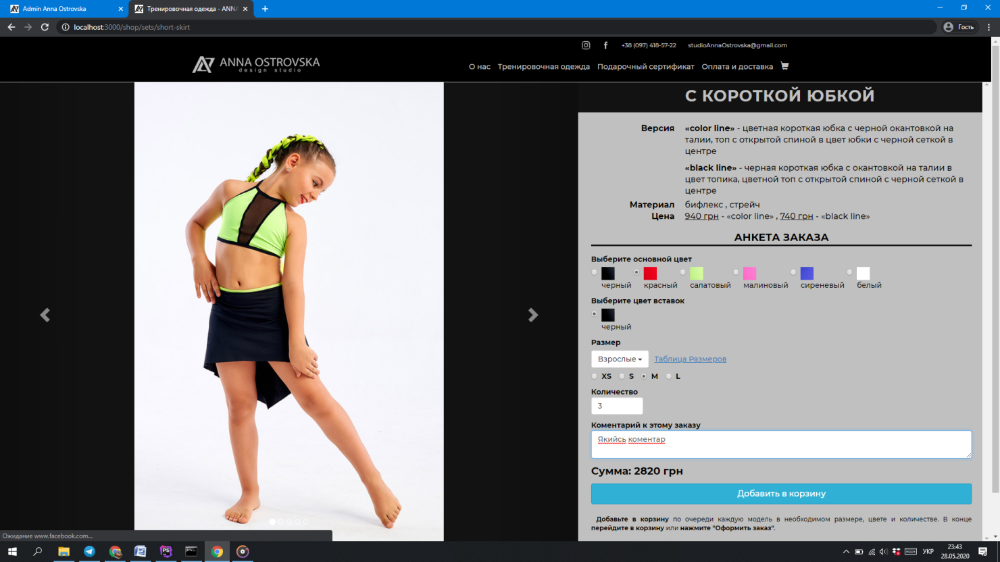 Admin Anna Ostrovska
Тренировочная одежда - ANNA
localhost:3000/shop/sets/short-skirt
Гость
+38 (097) 418-57-22 studioAnnaOstrovska@gmail.com
ANNA OSTROVSKA
design studio
О нас Тренировочная одежда Подарочный сертификат Оплата и доставка
С КОРОТКОЙ ЮБКОЙ
Версия «color line» - цветная короткая юбка с черной окантовкой на
талии, топ с открытой спиной в цвет юбки с черной сеткой в
центре
«black line» - черная короткая юбка с окантовкой на талии в
цвет топика, цветной топ с открытой спиной с черной сеткой в
центре
Материал бифлекс , стрейч
Цена 940 грн - «color line» , 740 грн - «black line»
АНКЕТА ЗАКАЗА
Выберите основной цвет
черный красный салатовый малиновый сиреневый белый
Выберите цвет вставок
черный
Размер
Взрослые Таблица Размеров
XS S M L
Количество
3
Коментарий к этому заказу
Якийсь коментар
Сумма: 2820 грн
Добавить в корзину
Добавьте в корзину по очереди каждую модель в необходимом размере, цвете и количестве. В конце
перейдите в корзину или нажмите "Оформить заказ".
Ожидание www.facebook.com...
УКР
23:43
28.05.2020